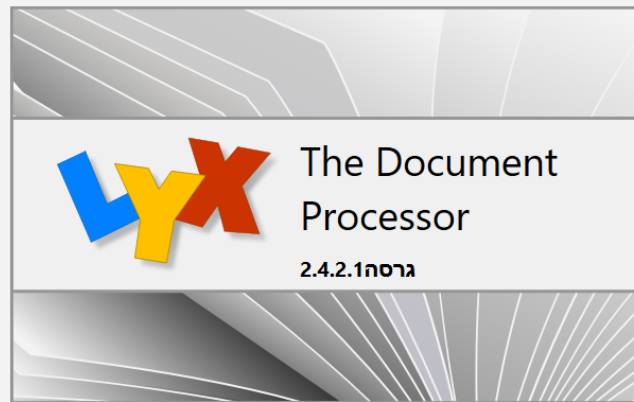 LYX
The Document
Processor
גרסה2.4.2.1